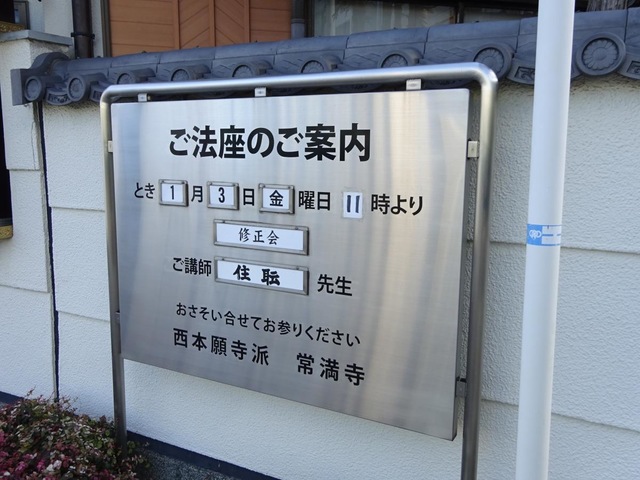 ご法座のご案内
とき 1 月 3 日 金 曜日 11 時より
修正会
ご講師 住職 先生
おさそい合せてお参りください
西本願寺派 常満寺